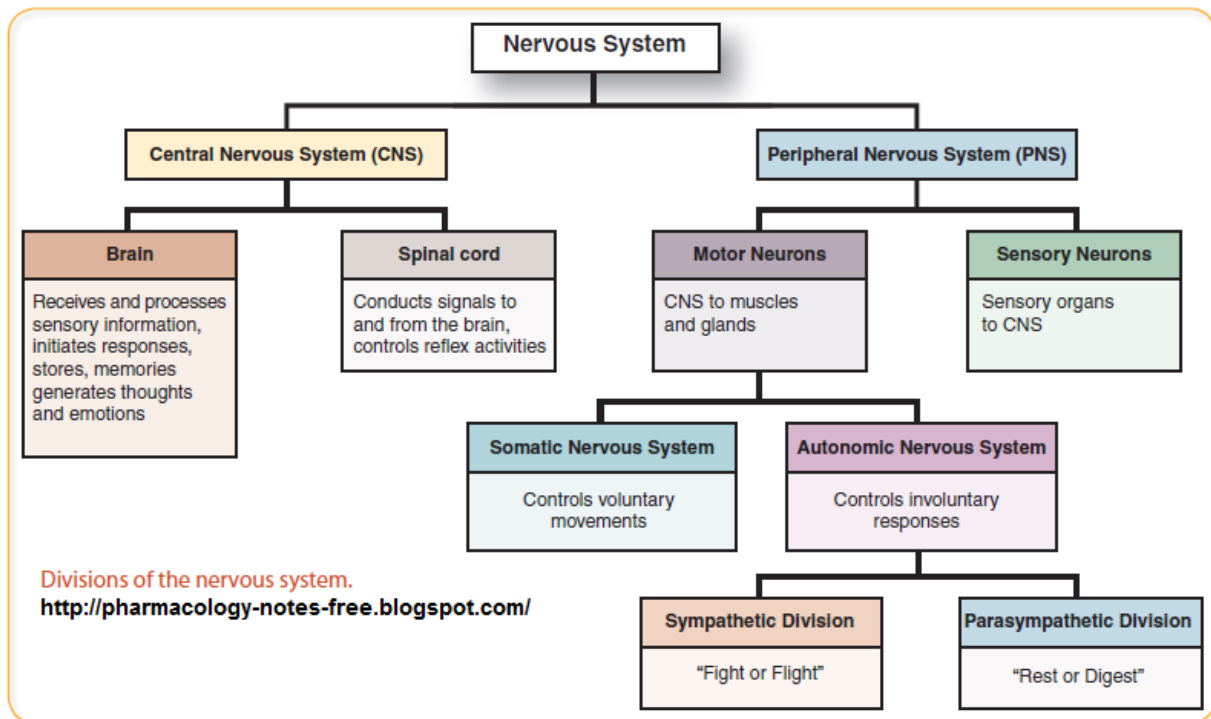 Nervous System
Central Nervous System (CNS)
Peripheral Nervous System (PNS)
Brain
Receives and processes
sensory information,
initiates responses,
stores, memories
generates thoughts
and emotions
Spinal cord
Conducts signals to
and from the brain,
controls reflex activities
Motor Neurons
CNS to muscles
and glands
Sensory Neurons
Sensory organs
to CNS
Somatic Nervous System
Controls voluntary
movements
Autonomic Nervous System
Controls involuntary
responses
Sympathetic Division
“Fight or Flight”
Parasympathetic Division
“Rest or Digest”
Divisions of the nervous system.
http://pharmacology-notes-free.blogspot.com/